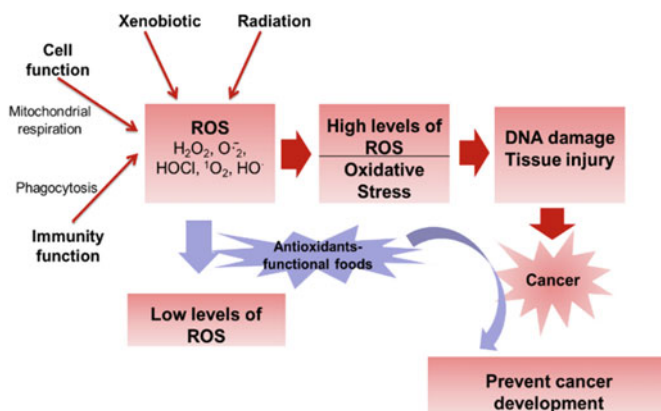 Xenobiotic
Radiation
Cell
function
Mitochondrial
respiration
Phagocytosis
Immunity
function
ROS
H₂O₂, O·̅₂,
HOCl, ¹O₂, HO·
High levels of
ROS
Oxidative
Stress
DNA damage
Tissue injury
Antioxidants-
functional foods
Cancer
Low levels of
ROS
Prevent cancer
development